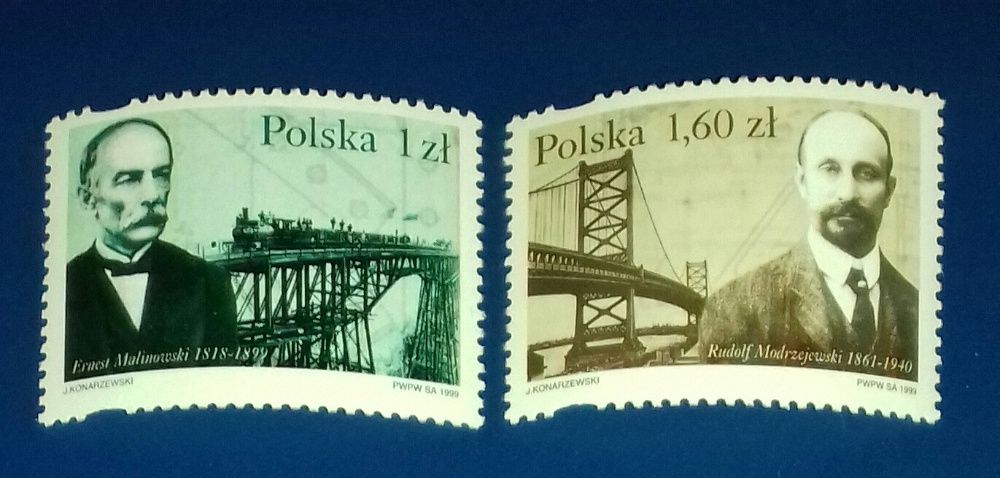 Polska 1 zł
Ernest Malinowski 1818-1899
J.KONARZEWSKI
PWPW SA 1999
Polska 1,60 zł
Rudolf Modrzejewski 1861-1940
J.KONARZEWSKI
PWPW SA 1999